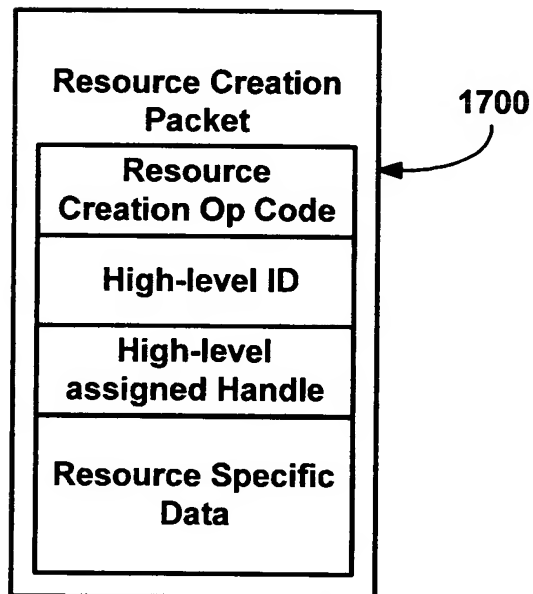 Resource Creation
Packet
1700
Resource
Creation Op Code
High-level ID
High-level
assigned Handle
Resource Specific
Data